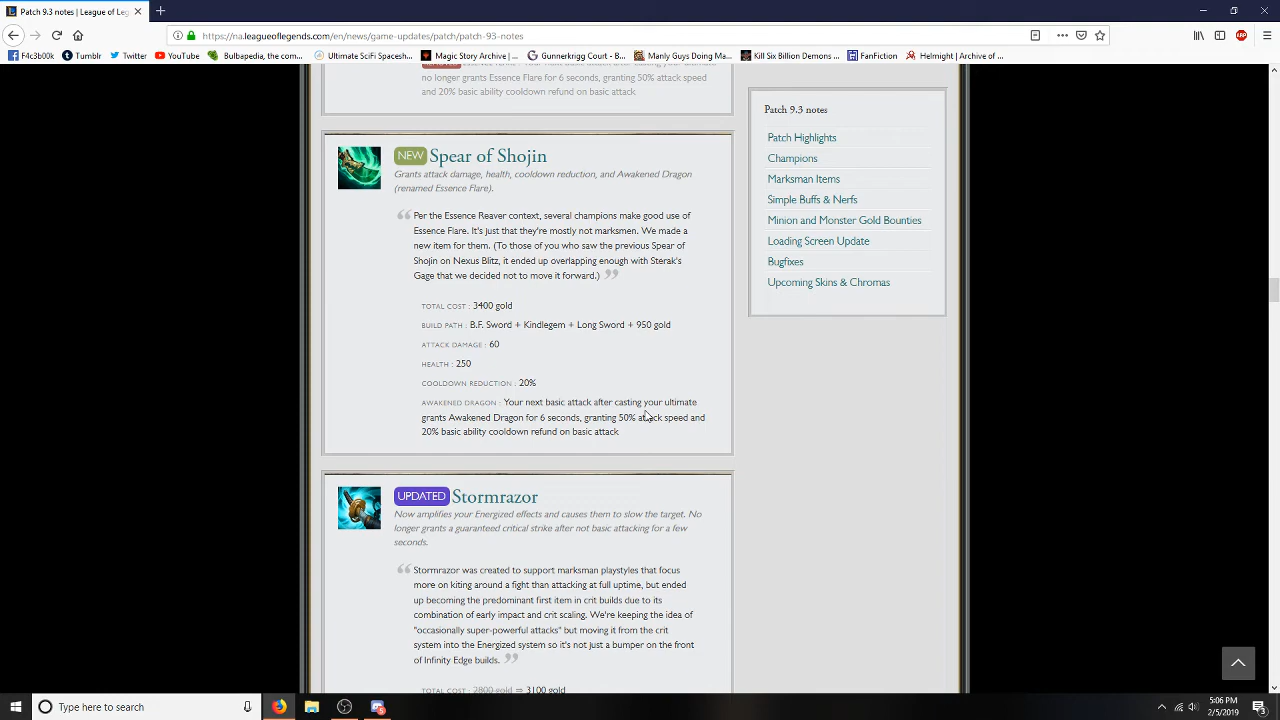 Patch 9.3 notes | League of Leg
https://na.leagueoflegends.com/en/news/game-updates/patch/patch-93-notes
F4c3b00k Tumblr Twitter YouTube Bulbapedia, the com... Ultimate SciFi Spacesh... Magic Story Archive |... Gunnerkrigg Court - B... Manly Guys Doing Ma... Kill Six Billion Demons ... FanFiction Helmight | Archive of ...
no longer grants Essence Flare for 6 seconds, granting 50% attack speed
and 20% basic ability cooldown refund on basic attack
Patch 9.3 notes
Patch Highlights
Champions
Marksman Items
Simple Buffs & Nerfs
Minion and Monster Gold Bounties
Loading Screen Update
Bugfixes
Upcoming Skins & Chromas
NEW Spear of Shojin
Grants attack damage, health, cooldown reduction, and Awakened Dragon
(renamed Essence Flare).
Per the Essence Reaver context, several champions make good use of
Essence Flare. It's just that they're mostly not marksmen. We made a
new item for them. (To those of you who saw the previous Spear of
Shojin on Nexus Blitz, it ended up overlapping enough with Sterak's
Gage that we decided not to move it forward.)
TOTAL COST : 3400 gold
BUILD PATH : B.F. Sword + Kindlegem + Long Sword + 950 gold
ATTACK DAMAGE : 60
HEALTH : 250
COOLDOWN REDUCTION : 20%
AWAKENED DRAGON : Your next basic attack after casting your ultimate
grants Awakened Dragon for 6 seconds, granting 50% attack speed and
20% basic ability cooldown refund on basic attack
UPDATED Stormrazor
Now amplifies your Energized effects and causes them to slow the target. No
longer grants a guaranteed critical strike after not basic attacking for a few
seconds.
Stormrazor was created to support marksman playstyles that focus
more on kiting around a fight than attacking at full uptime, but ended
up becoming the predominant first item in crit builds due to its
combination of early impact and crit scaling. We're keeping the idea of
"occasionally super-powerful attacks" but moving it from the crit
system into the Energized system so it's not just a bumper on the front
of Infinity Edge builds.
TOTAL COST : 2800 gold ⇒ 3100 gold
Type here to search
5:06 PM
2/5/2019